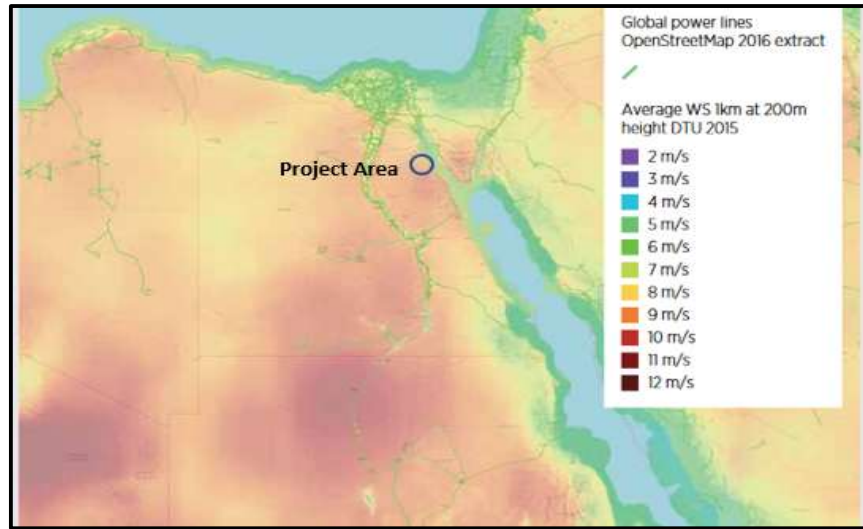 Global power lines
OpenStreetMap 2016 extract
Average WS 1km at 200m
height DTU 2015
2 m/s
3 m/s
4 m/s
5 m/s
6 m/s
7 m/s
8 m/s
9 m/s
10 m/s
11 m/s
12 m/s
Project Area